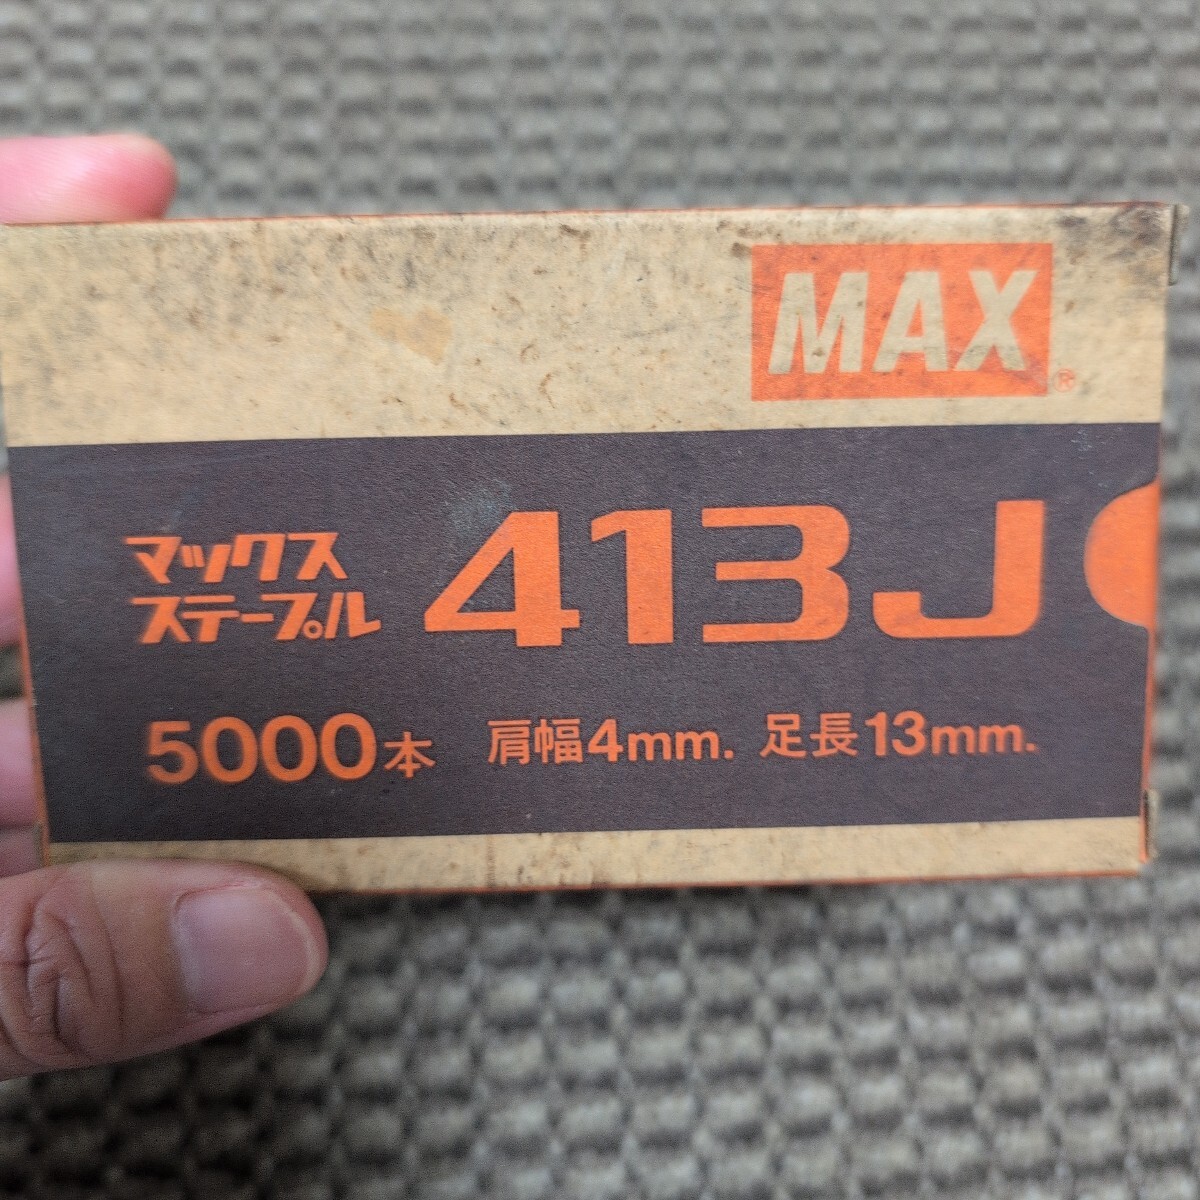 MAX®
マックス
ステープル
413J
5000本 肩幅4mm. 足長13mm.